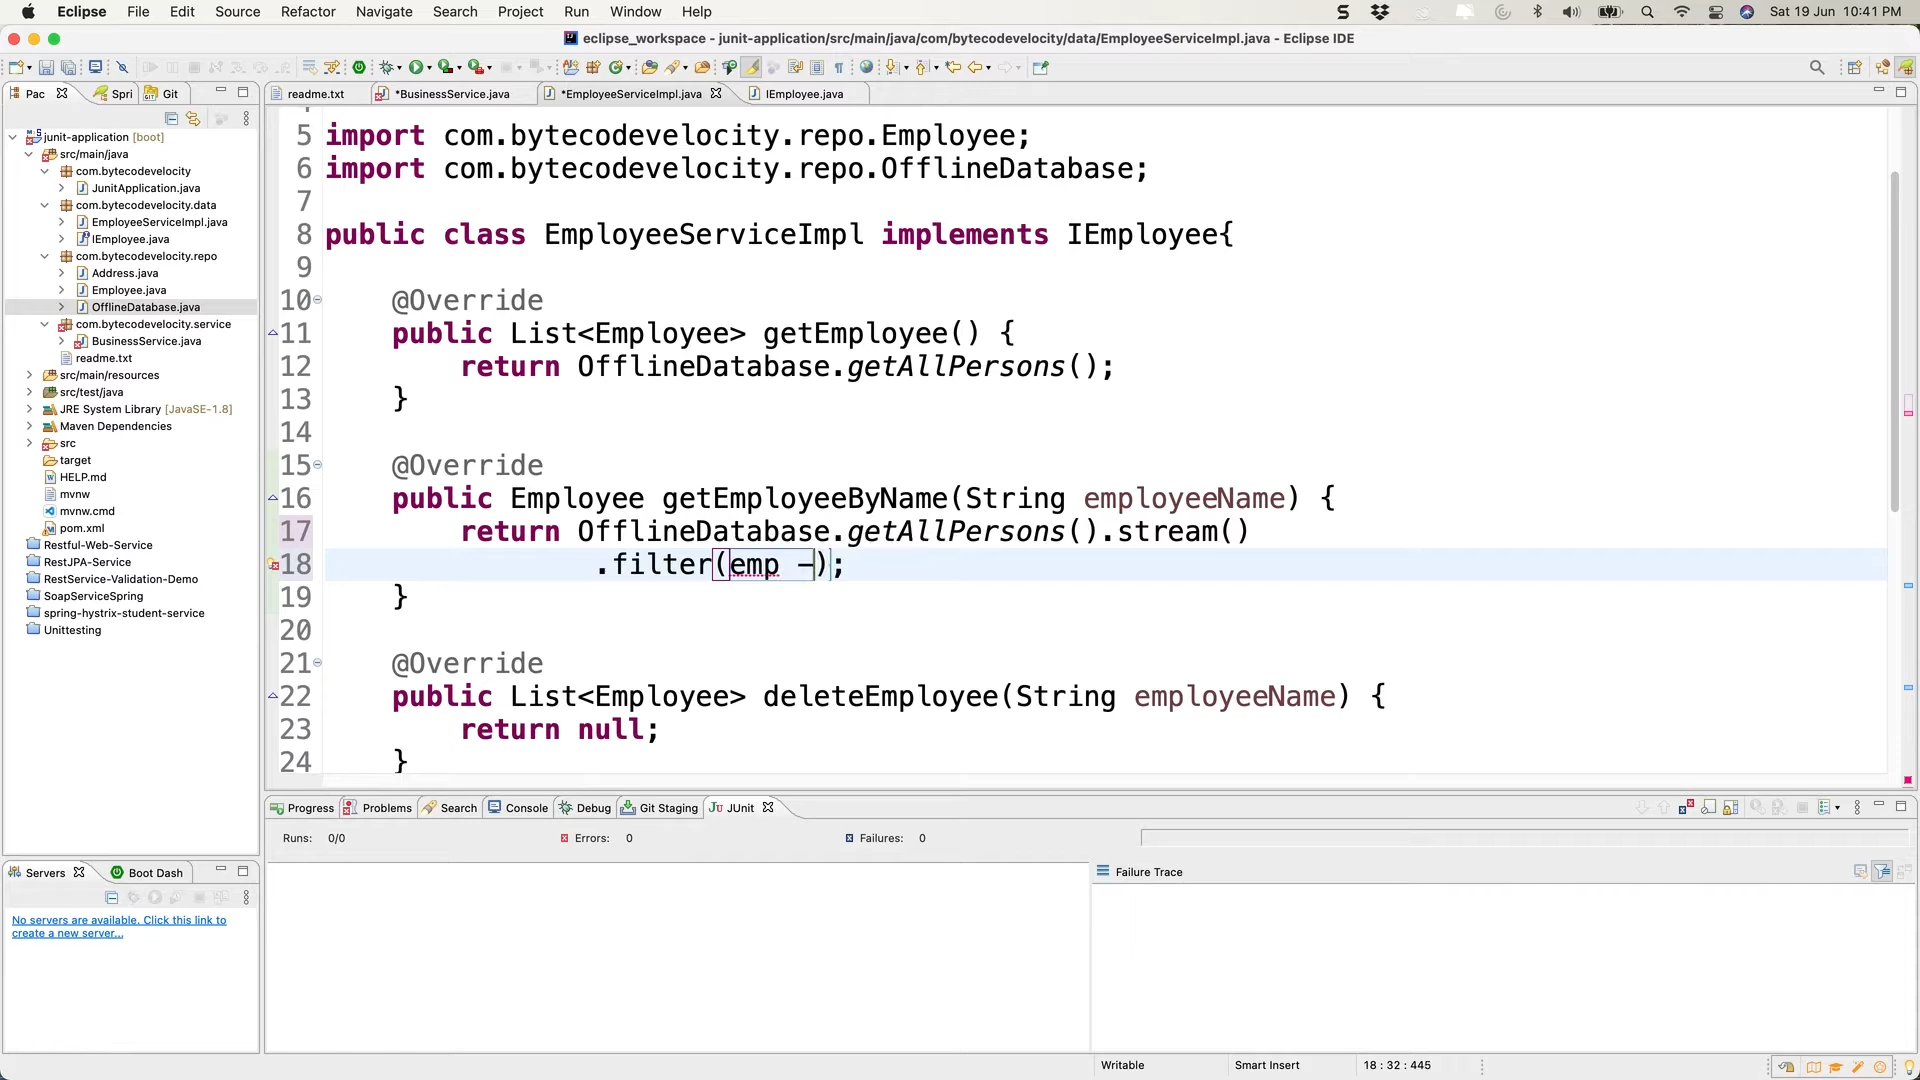 Eclipse File Edit Source Refactor Navigate Search Project Run Window Help Sat 19 Jun 10:41 PM
eclipse_workspace - junit-application/src/main/java/com/bytecodevelocity/data/EmployeeServiceImpl.java - Eclipse IDE
Pac Spri Git
readme.txt *BusinessService.java *EmployeeServiceImpl.java IEmployee.java
junit-application [boot]
src/main/java
com.bytecodevelocity
JunitApplication.java
com.bytecodevelocity.data
EmployeeServiceImpl.java
IEmployee.java
com.bytecodevelocity.repo
Address.java
Employee.java
OfflineDatabase.java
com.bytecodevelocity.service
BusinessService.java
readme.txt
src/main/resources
src/test/java
JRE System Library [JavaSE-1.8]
Maven Dependencies
src
target
HELP.md
mvnw
mvnw.cmd
pom.xml
Restful-Web-Service
RestJPA-Service
RestService-Validation-Demo
SoapServiceSpring
spring-hystrix-student-service
Unittesting
5 import com.bytecodevelocity.repo.Employee;
6 import com.bytecodevelocity.repo.OfflineDatabase;
7
8 public class EmployeeServiceImpl implements IEmployee{
9
10 @Override
11 public List<Employee> getEmployee() {
12 return OfflineDatabase.getAllPersons();
13 }
14
15 @Override
16 public Employee getEmployeeByName(String employeeName) {
17 return OfflineDatabase.getAllPersons().stream()
18 .filter(emp -);
19 }
20
21 @Override
22 public List<Employee> deleteEmployee(String employeeName) {
23 return null;
24 }
Progress Problems Search Console Debug Git Staging JUnit
Runs: 0/0 Errors: 0 Failures: 0
Failure Trace
Servers Boot Dash
No servers are available. Click this link to
create a new server...
Writable Smart Insert 18 : 32 : 445